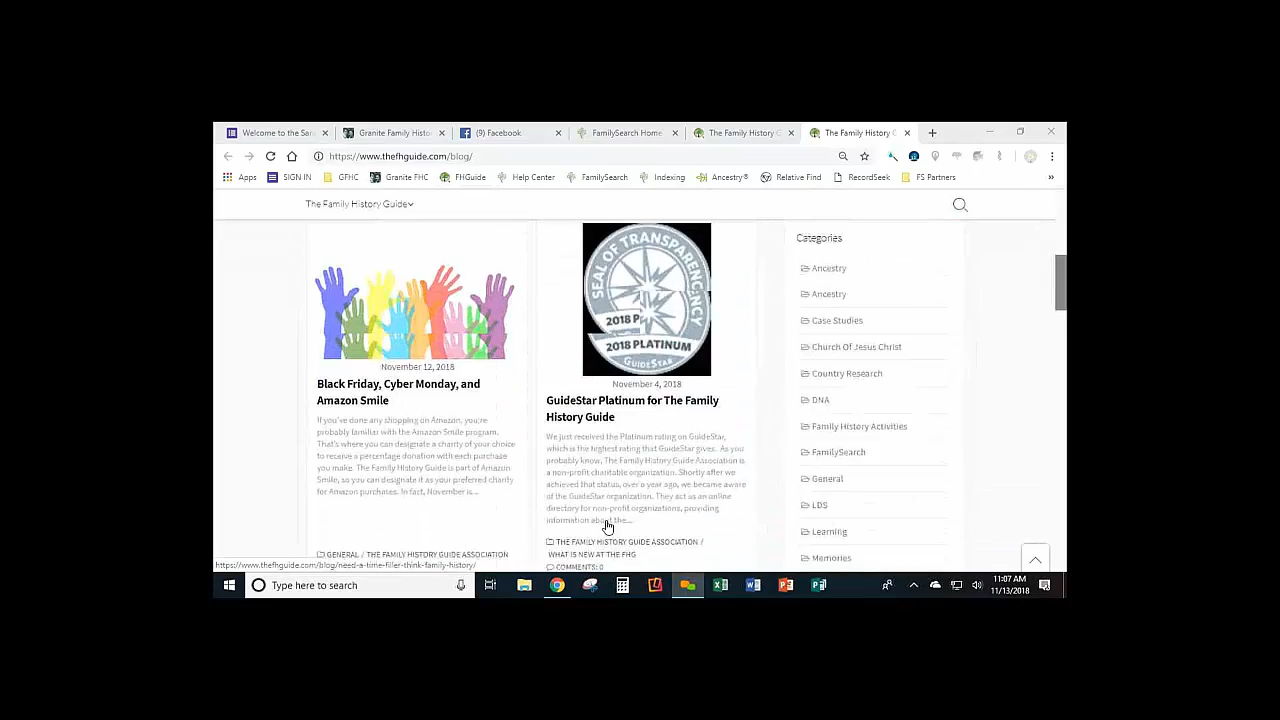 Welcome to the San
Granite Family Histo
(9) Facebook
FamilySearch Home
The Family History G
The Family History G
https://www.thefhguide.com/blog/
Apps
SIGN IN
GFHC
Granite FHC
FHGuide
Help Center
FamilySearch
Indexing
Ancestry®
Relative Find
RecordSeek
FS Partners
»
The Family History Guide
SEAL OF TRANSPARENCY
2018 P
2018 PLATINUM
GUIDESTAR
November 12, 2018
Black Friday, Cyber Monday, and
Amazon Smile
If you've done any shopping on Amazon, you're
probably familiar with the Amazon Smile program.
That's where you can designate a charity of your choice
to receive a percentage donation with each purchase
you make. The Family History Guide is part of Amazon
Smile, so you can designate it as your preferred charity
for Amazon purchases. In fact, November is...
GENERAL / THE FAMILY HISTORY GUIDE ASSOCIATION
November 4, 2018
GuideStar Platinum for The Family
History Guide
We just received the Platinum rating on GuideStar,
which is the highest rating that GuideStar gives. As you
probably know, The Family History Guide Association is
a non-profit charitable organization. Shortly after we
achieved that status, over a year ago, we became aware
of the GuideStar organization. They act as an online
directory for non-profit organizations, providing
information about the...
THE FAMILY HISTORY GUIDE ASSOCIATION /
WHAT IS NEW AT THE FHG
COMMENTS: 0
Categories
Ancestry
Ancestry
Case Studies
Church Of Jesus Christ
Country Research
DNA
Family History Activities
FamilySearch
General
LDS
Learning
Memories
https://www.thefhguide.com/blog/need-a-time-filler-think-family-history/
Type here to search
11:07 AM
11/13/2018